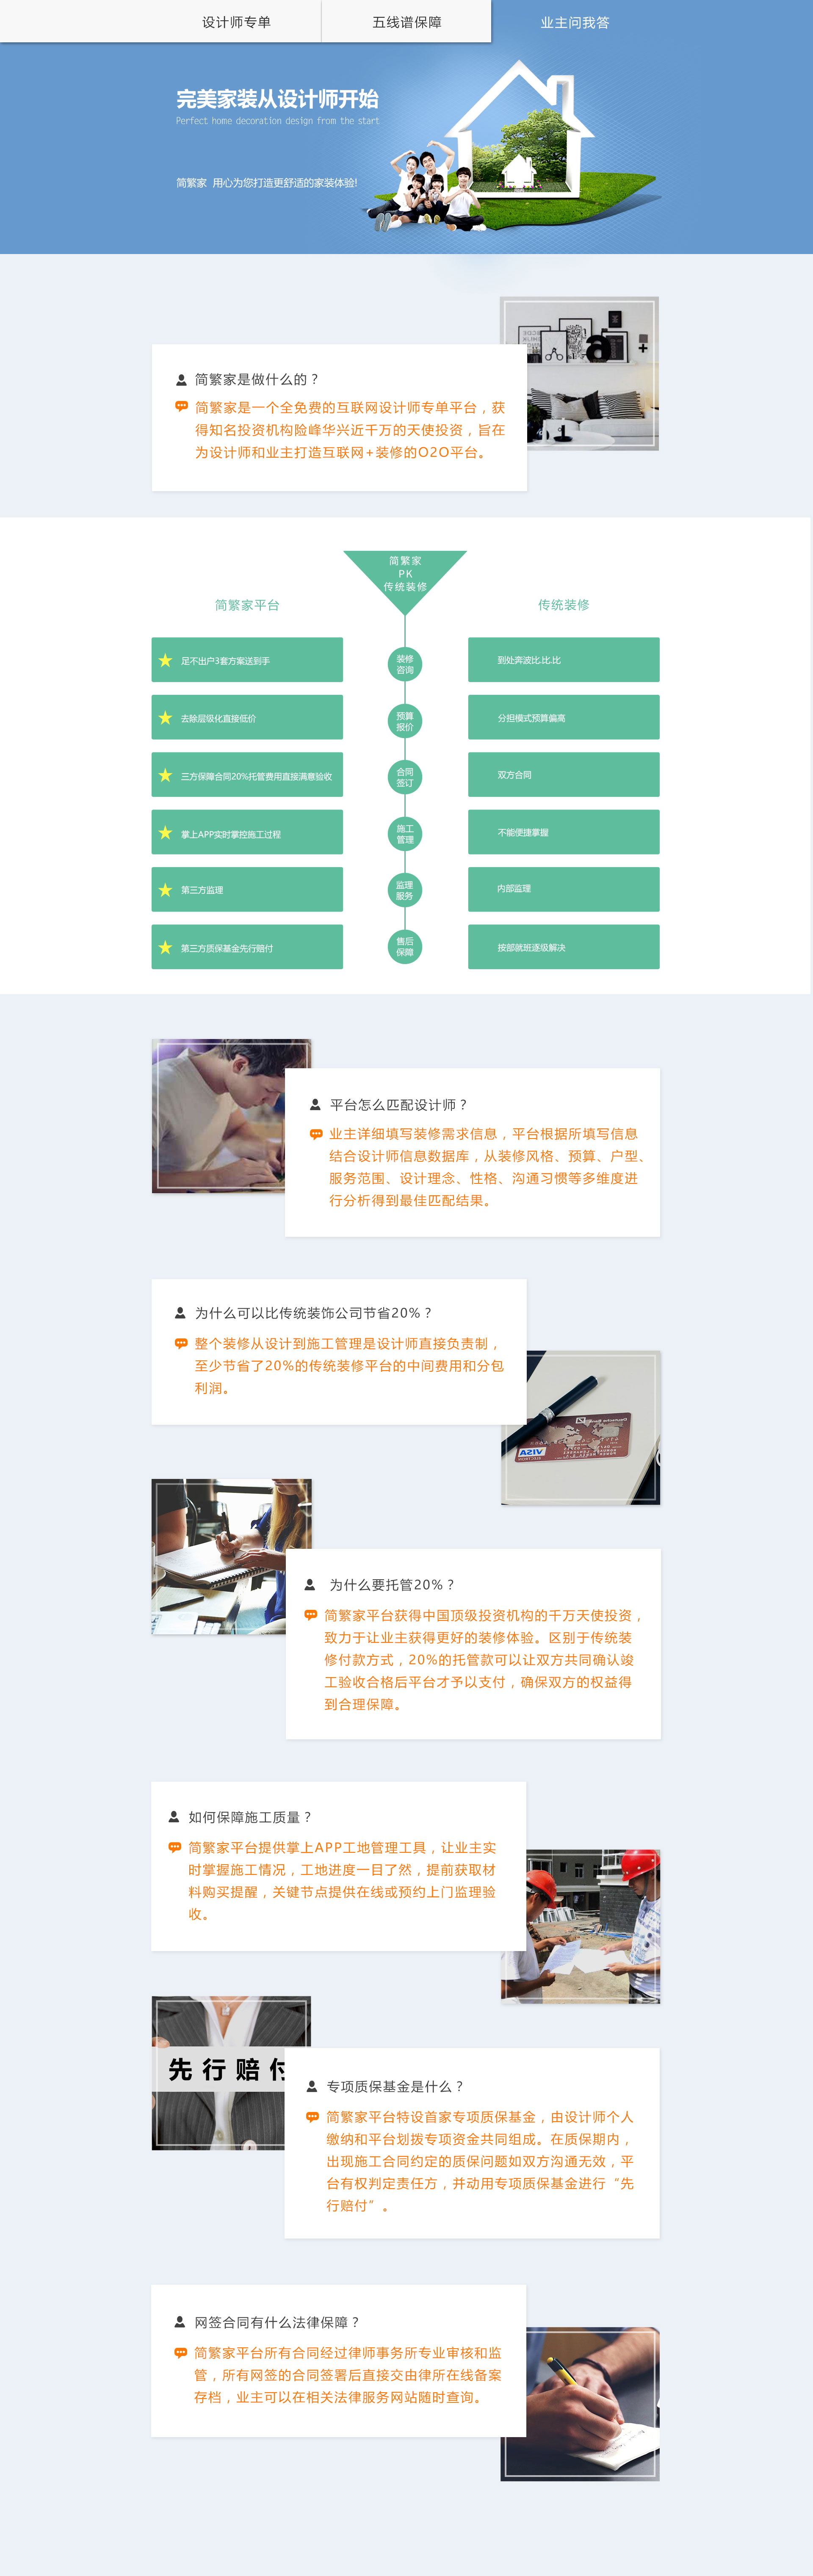 设计师专单
五线谱保障
业主问我答
完美家装从设计师开始
Perfect home decoration design from the start
简繁家 用心为您打造更舒适的家装体验!
简繁家是做什么的？
简繁家是一个全免费的互联网设计师专单平台，获
得知名投资机构险峰华兴近千万的天使投资，旨在
为设计师和业主打造互联网+装修的O2O平台。
简繁家
PK
传统装修
简繁家平台
传统装修
足不出户3套方案送到手
装修
咨询
到处奔波比.比.比
去除层级化直接低价
预算
报价
分担模式预算偏高
三方保障合同20%托管费用直接满意验收
合同
签订
双方合同
掌上APP实时掌控施工过程
施工
管理
不能便捷掌握
第三方监理
监理
服务
内部监理
第三方质保基金先行赔付
售后
保障
按部就班逐级解决
平台怎么匹配设计师？
业主详细填写装修需求信息，平台根据所填写信息
结合设计师信息数据库，从装修风格、预算、户型、
服务范围、设计理念、性格、沟通习惯等多维度进
行分析得到最佳匹配结果。
为什么可以比传统装饰公司节省20%？
整个装修从设计到施工管理是设计师直接负责制，
至少节省了20%的传统装修平台的中间费用和分包
利润。
VISA
为什么要托管20%？
简繁家平台获得中国顶级投资机构的千万天使投资，
致力于让业主获得更好的装修体验。区别于传统装
修付款方式，20%的托管款可以让双方共同确认竣
工验收合格后平台才予以支付，确保双方的权益得
到合理保障。
如何保障施工质量？
简繁家平台提供掌上APP工地管理工具，让业主实
时掌握施工情况，工地进度一目了然，提前获取材
料购买提醒，关键节点提供在线或预约上门监理验
收。
先行赔付
专项质保基金是什么？
简繁家平台特设首家专项质保基金，由设计师个人
缴纳和平台划拨专项资金共同组成。在质保期内，
出现施工合同约定的质保问题如双方沟通无效，平
台有权判定责任方，并动用专项质保基金进行“先
行赔付”。
网签合同有什么法律保障？
简繁家平台所有合同经过律师事务所专业审核和监
管，所有网签的合同签署后直接交由律所在线备案
存档，业主可以在相关法律服务网站随时查询。